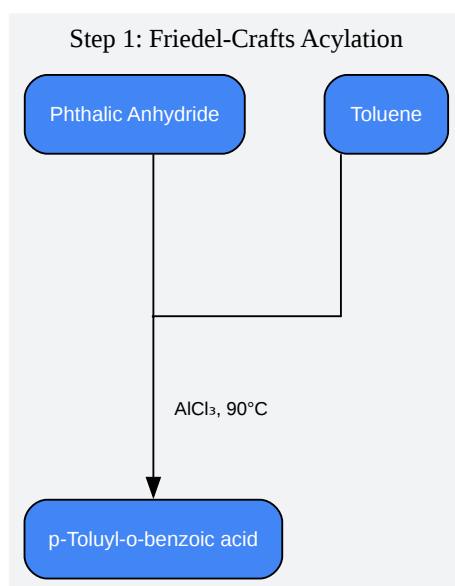 Step 1: Friedel-Crafts Acylation
Phthalic Anhydride
Toluene
AlCl₃, 90°C
p-Toluyl-o-benzoic acid